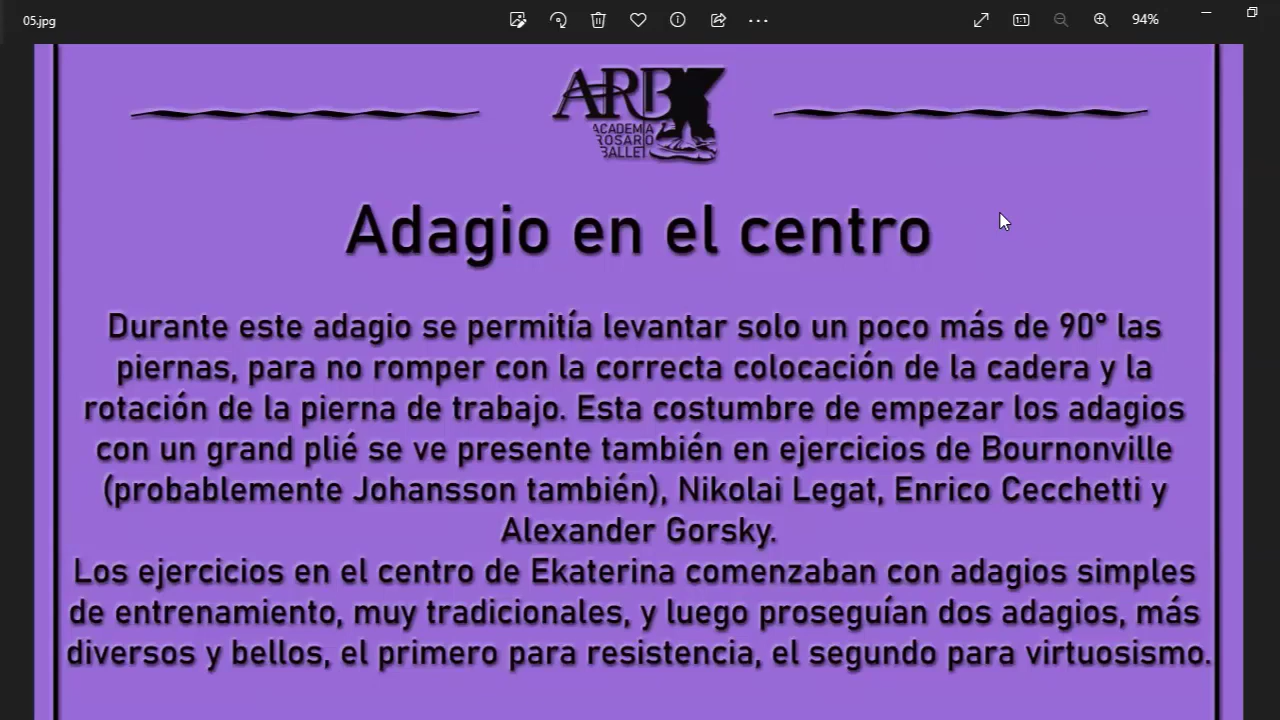 05.jpg
94%
ARB
ACADEMIA
ROSARIO
BALLET
Adagio en el centro
Durante este adagio se permitía levantar solo un poco más de 90° las
piernas, para no romper con la correcta colocación de la cadera y la
rotación de la pierna de trabajo. Esta costumbre de empezar los adagios
con un grand plié se ve presente también en ejercicios de Bournonville
(probablemente Johansson también), Nikolai Legat, Enrico Cecchetti y
Alexander Gorsky.
Los ejercicios en el centro de Ekaterina comenzaban con adagios simples
de entrenamiento, muy tradicionales, y luego proseguían dos adagios, más
diversos y bellos, el primero para resistencia, el segundo para virtuosismo.